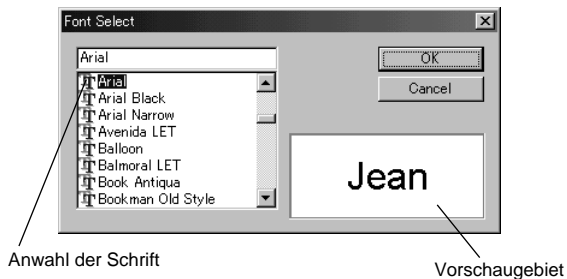 Font Select
Arial
OK
Arial
Cancel
Arial Black
Arial Narrow
Avenida LET
Balloon
Balmoral LET
Book Antiqua
Bookman Old Style
Jean
Anwahl der Schrift
Vorschaugebiet